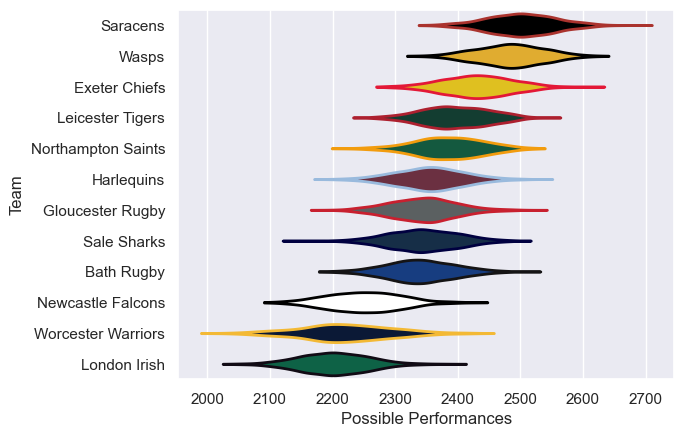 Saracens
Wasps
Exeter Chiefs
Leicester Tigers
Northampton Saints
Harlequins
Gloucester Rugby
Sale Sharks
Bath Rugby
Newcastle Falcons
Worcester Warriors
London Irish
Team
2000 2100 2200 2300 2400 2500 2600 2700
Possible Performances